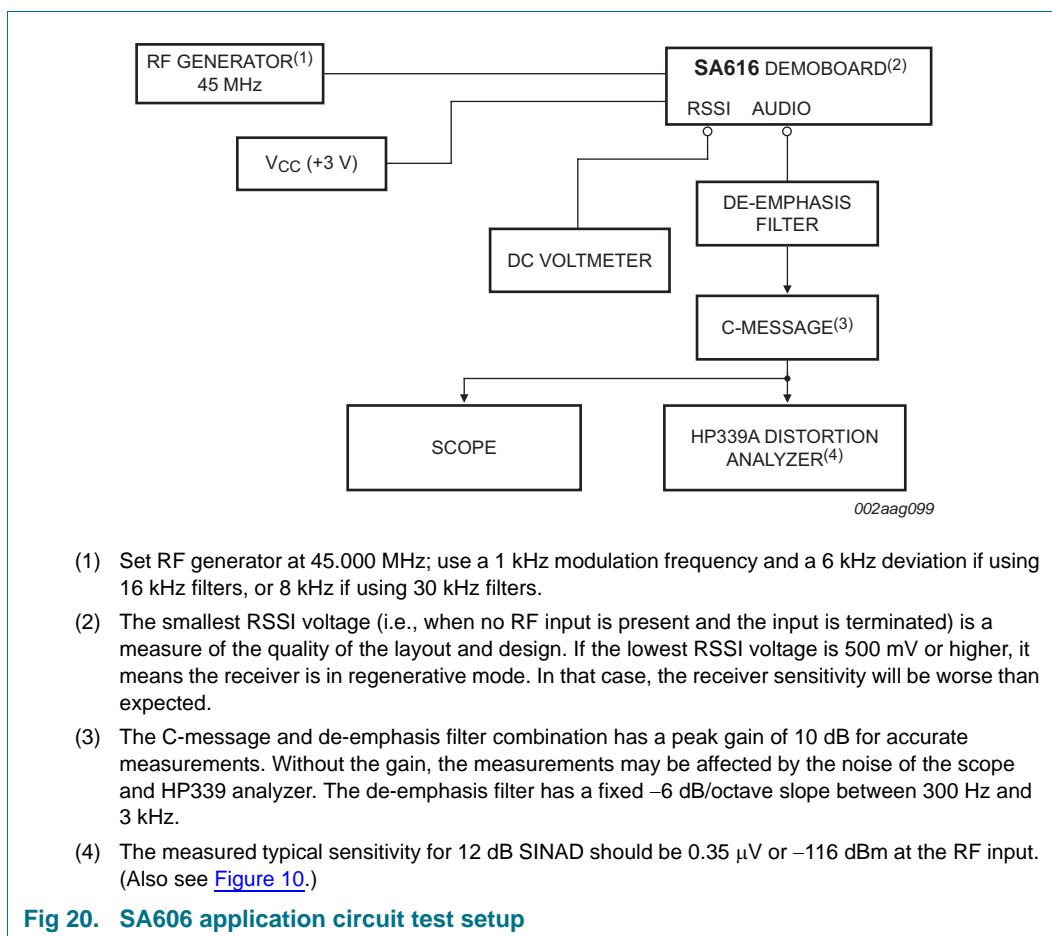 RF GENERATOR(1)
45 MHz
SA616 DEMOBOARD(2)
RSSI AUDIO
VCC (+3 V)
DE-EMPHASIS
FILTER
DC VOLTMETER
C-MESSAGE(3)
SCOPE
HP339A DISTORTION
ANALYZER(4)
002aag099
(1) Set RF generator at 45.000 MHz; use a 1 kHz modulation frequency and a 6 kHz deviation if using
16 kHz filters, or 8 kHz if using 30 kHz filters.
(2) The smallest RSSI voltage (i.e., when no RF input is present and the input is terminated) is a
measure of the quality of the layout and design. If the lowest RSSI voltage is 500 mV or higher, it
means the receiver is in regenerative mode. In that case, the receiver sensitivity will be worse than
expected.
(3) The C-message and de-emphasis filter combination has a peak gain of 10 dB for accurate
measurements. Without the gain, the measurements may be affected by the noise of the scope
and HP339 analyzer. The de-emphasis filter has a fixed −6 dB/octave slope between 300 Hz and
3 kHz.
(4) The measured typical sensitivity for 12 dB SINAD should be 0.35 μV or −116 dBm at the RF input.
(Also see Figure 10.)
Fig 20. SA606 application circuit test setup